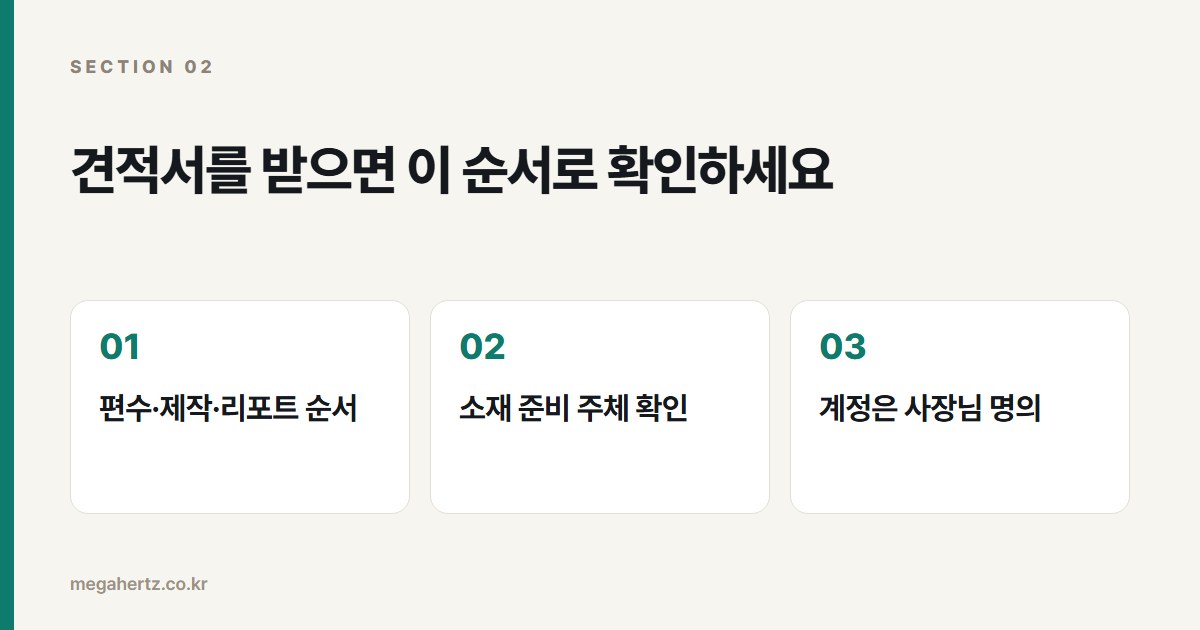 SECTION 02
견적서를 받으면 이 순서로 확인하세요
01
편수·제작·리포트 순서
02
소재 준비 주체 확인
03
계정은 사장님 명의
megahertz.co.kr